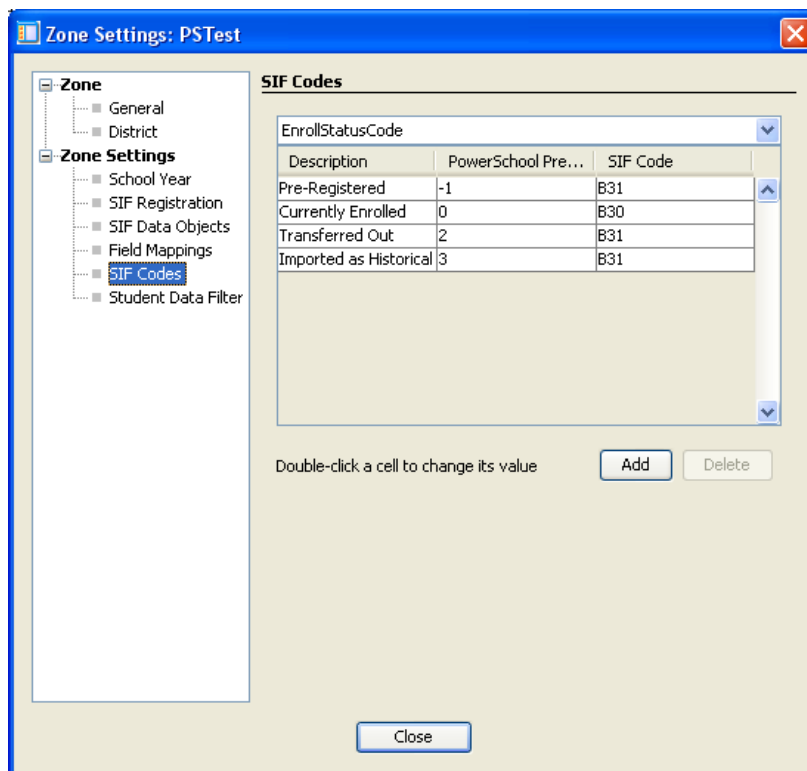 Zone Settings: PSTest
Zone
General
District
Zone Settings
School Year
SIF Registration
SIF Data Objects
Field Mappings
SIF Codes
Student Data Filter
SIF Codes
EnrollStatusCode
Description PowerSchool Pre... SIF Code
Pre-Registered -1 B31
Currently Enrolled 0 B30
Transferred Out 2 B31
Imported as Historical 3 B31
Double-click a cell to change its value Add Delete
Close